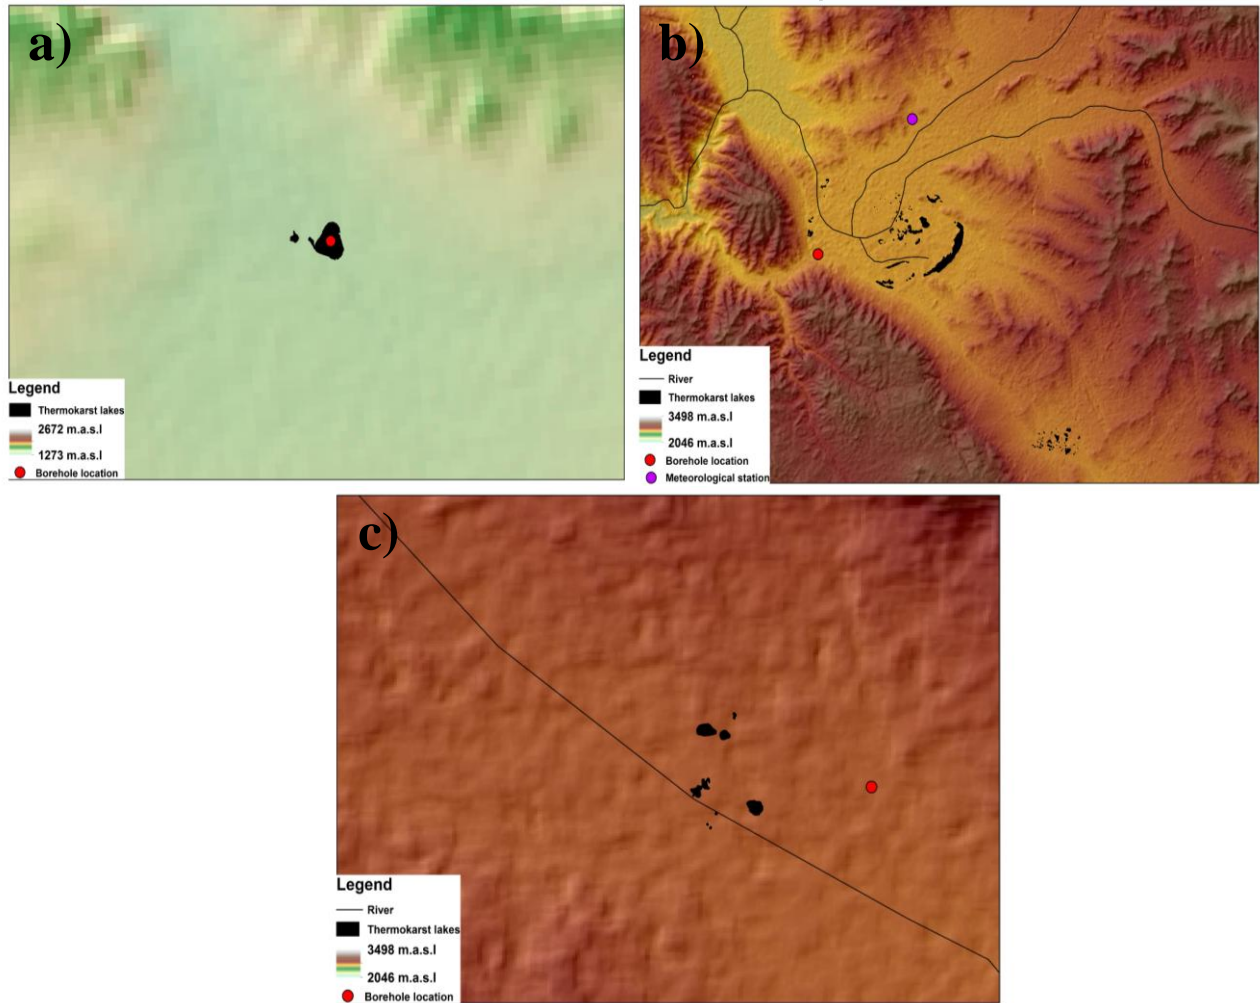 a)
Legend
Thermokarst lakes
2672 m.a.s.l
1273 m.a.s.l
Borehole location
b)
Legend
River
Thermokarst lakes
3498 m.a.s.l
2046 m.a.s.l
Borehole location
Meteorological station
c)
Legend
River
Thermokarst lakes
3498 m.a.s.l
2046 m.a.s.l
Borehole location